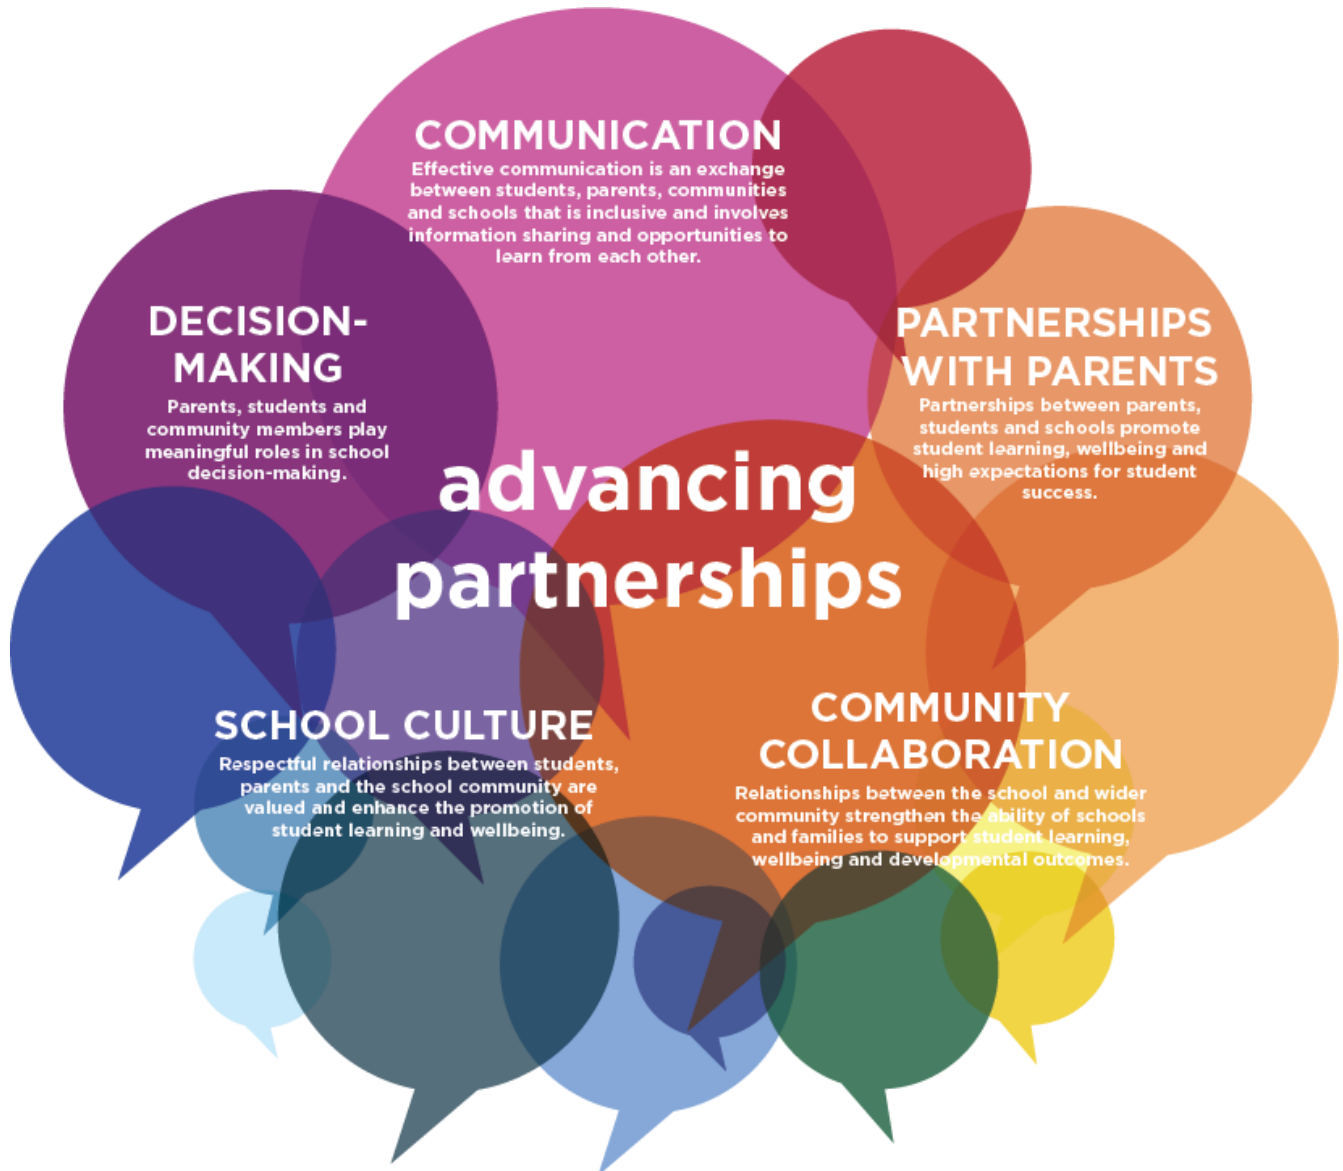 COMMUNICATION
Effective communication is an exchange
between students, parents, communities
and schools that is inclusive and involves
information sharing and opportunities to
learn from each other.
DECISION-
MAKING
Parents, students and
community members play
meaningful roles in school
decision-making.
PARTNERSHIPS
WITH PARENTS
Partnerships between parents,
students and schools promote
student learning, wellbeing and
high expectations for student
success.
advancing
partnerships
SCHOOL CULTURE
Respectful relationships between students,
parents and the school community are
valued and enhance the promotion of
student learning and wellbeing.
COMMUNITY
COLLABORATION
Relationships between the school and wider
community strengthen the ability of schools
and families to support student learning,
wellbeing and developmental outcomes.